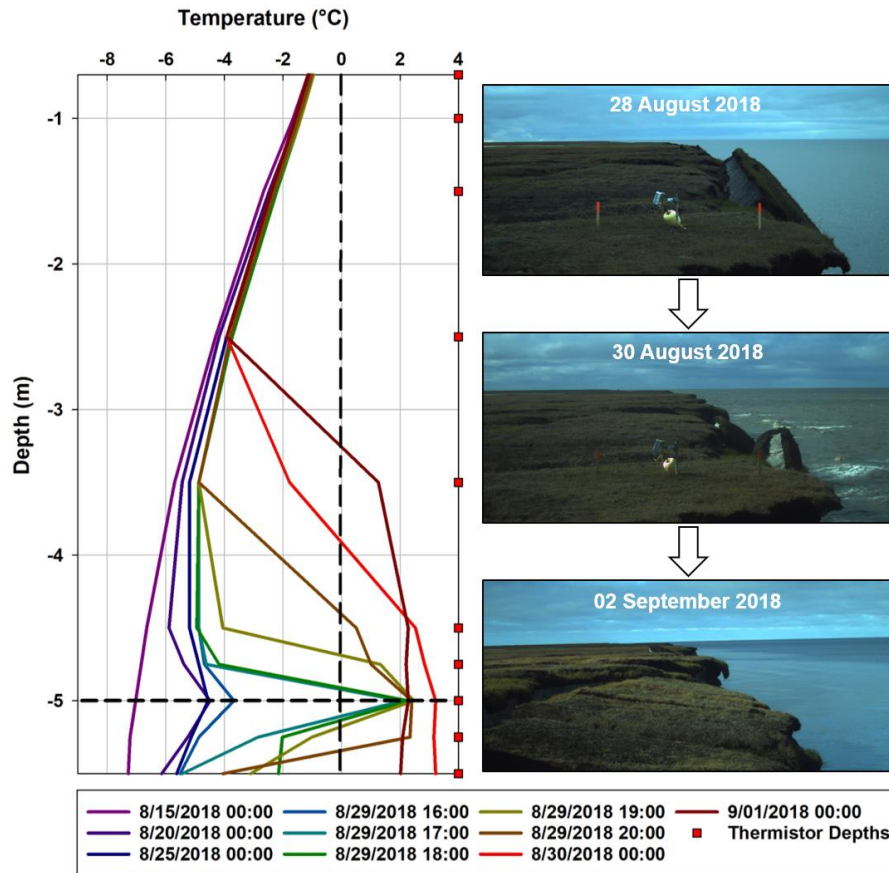 Temperature (°C)
-8 -6 -4 -2 0 2 4
Depth (m)
-1
-2
-3
-4
-5
28 August 2018
30 August 2018
02 September 2018
8/15/2018 00:00 8/29/2018 16:00 8/29/2018 19:00 9/01/2018 00:00
8/20/2018 00:00 8/29/2018 17:00 8/29/2018 20:00 Thermistor Depths
8/25/2018 00:00 8/29/2018 18:00 8/30/2018 00:00